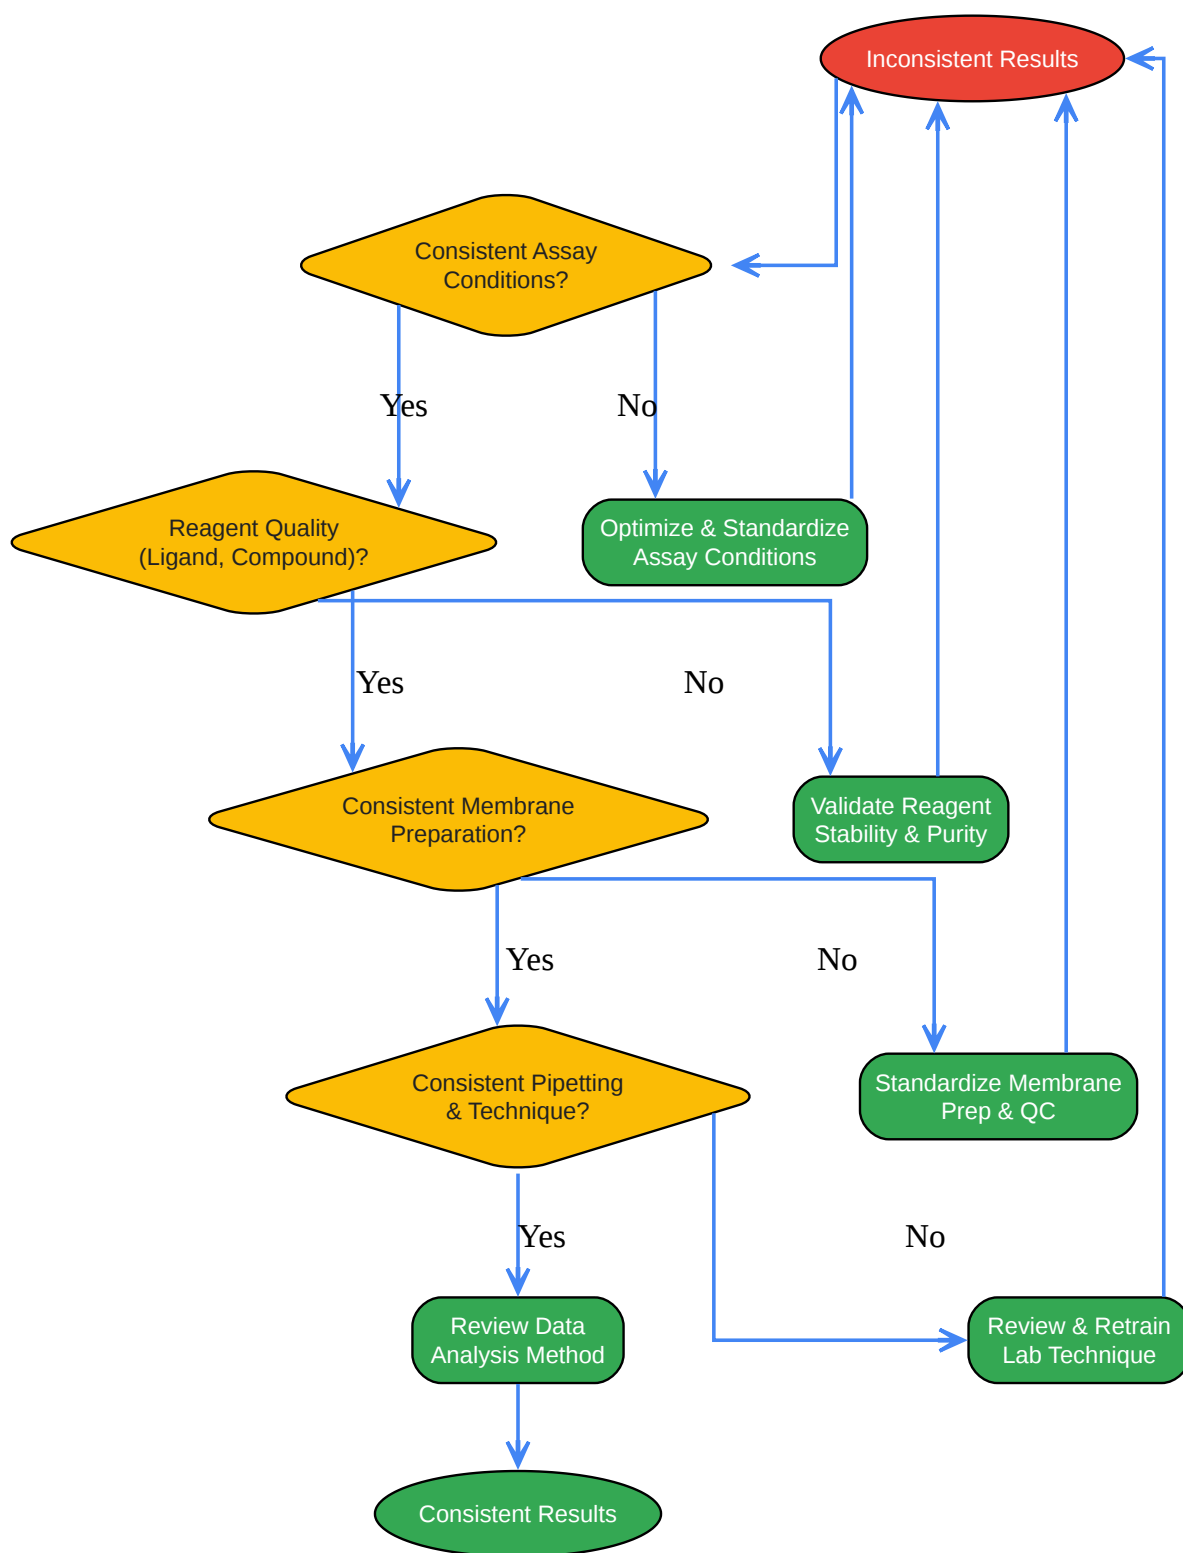 Inconsistent Results
Consistent Assay
Conditions?
Yes
No
Reagent Quality
(Ligand, Compound)?
Optimize & Standardize
Assay Conditions
Yes
No
Consistent Membrane
Preparation?
Validate Reagent
Stability & Purity
Yes
No
Consistent Pipetting
& Technique?
Standardize Membrane
Prep & QC
Yes
No
Review Data
Analysis Method
Review & Retrain
Lab Technique
Consistent Results